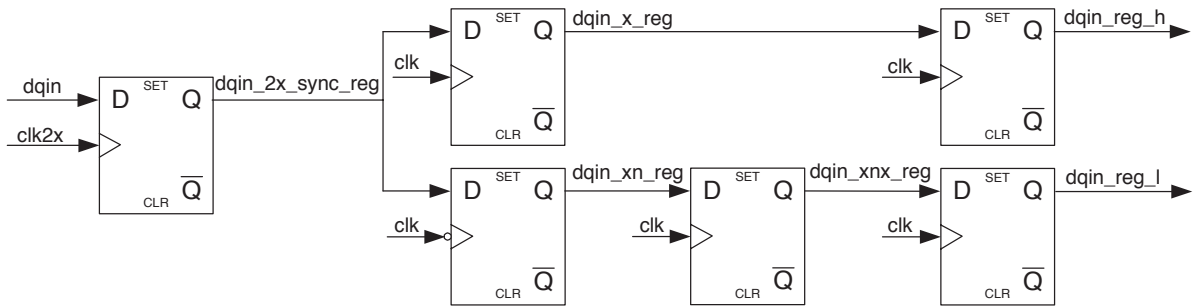 SET
D Q
Q
CLR
dqin
clk2x
dqin_2x_sync_reg
SET
D Q
Q
CLR
clk
dqin_x_reg
SET
D Q
Q
CLR
clk
dqin_reg_h
SET
D Q
Q
CLR
clk
dqin_xn_reg
SET
D Q
Q
CLR
clk
dqin_xnx_reg
SET
D Q
Q
CLR
clk
dqin_reg_l